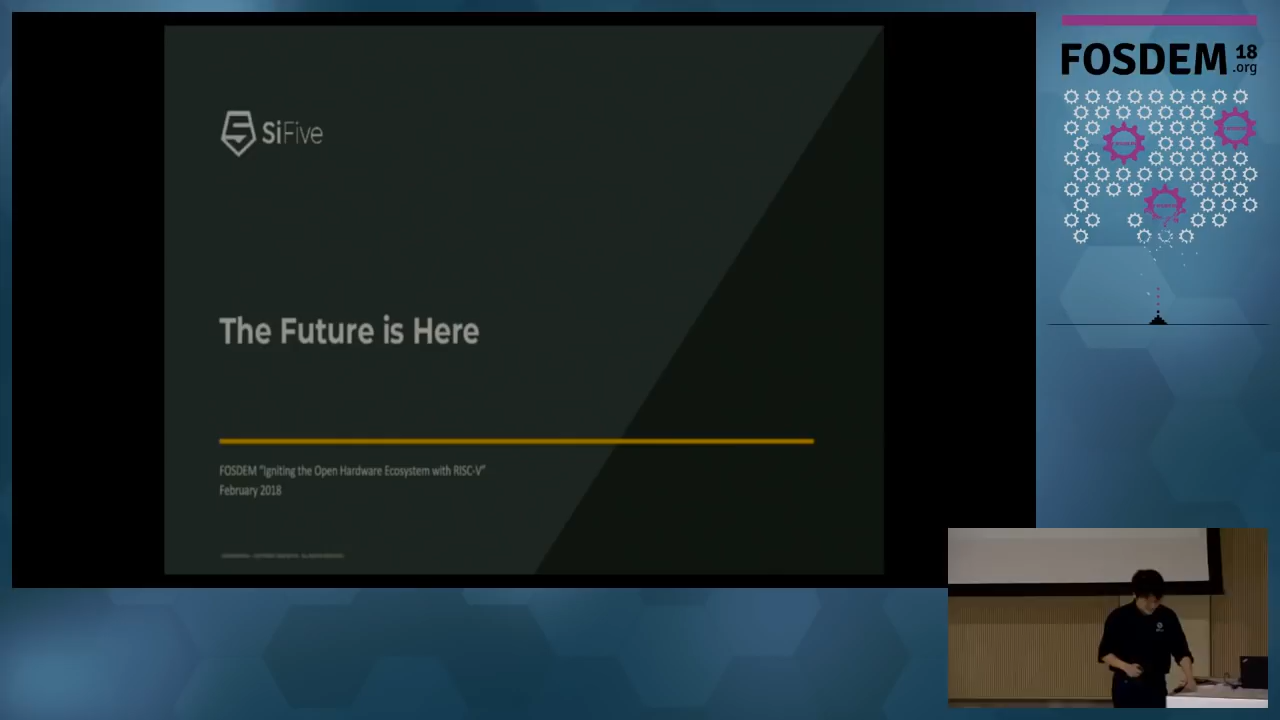 SiFive
The Future is Here
FOSDEM "Igniting the Open Hardware Ecosystem with RISC-V"
February 2018
FOSDEM 18
.org